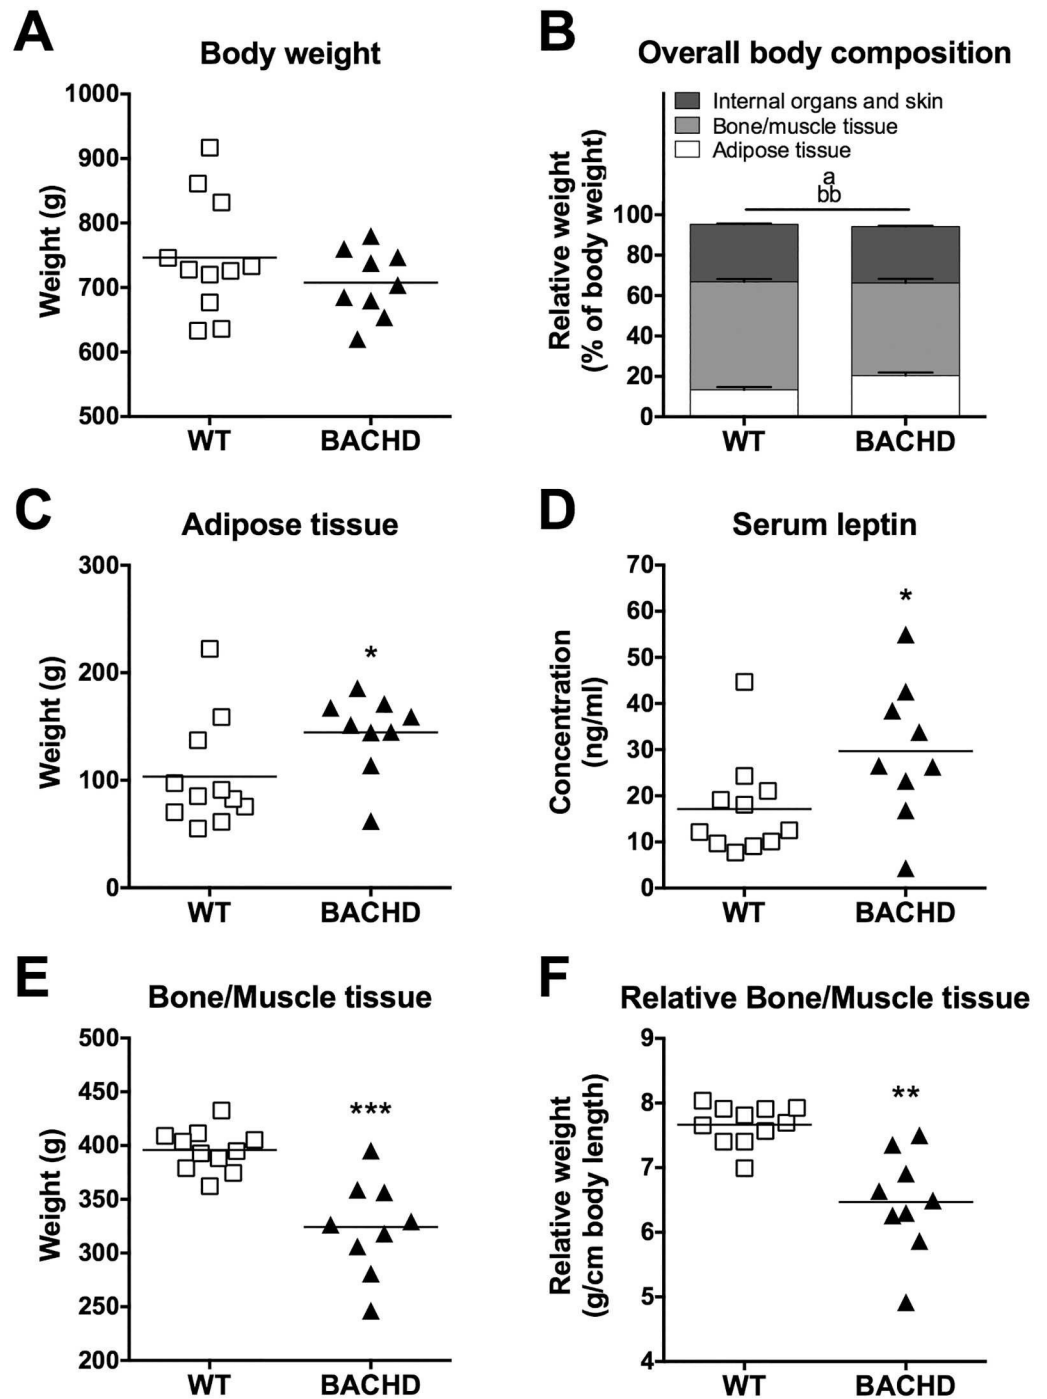 A
Body weight
Weight (g)
1000
900
800
700
600
500
WT
BACHD
B
Overall body composition
Internal organs and skin
Bone/muscle tissue
Adipose tissue
a
bb
Relative weight
(% of body weight)
100
80
60
40
20
0
WT
BACHD
C
Adipose tissue
Weight (g)
300
200
100
0
*
WT
BACHD
D
Serum leptin
Concentration
(ng/ml)
70
60
50
40
30
20
10
0
*
WT
BACHD
E
Bone/Muscle tissue
Weight (g)
500
450
400
350
300
250
200
***
WT
BACHD
F
Relative Bone/Muscle tissue
Relative weight
(g/cm body length)
9
8
7
6
5
4
**
WT
BACHD